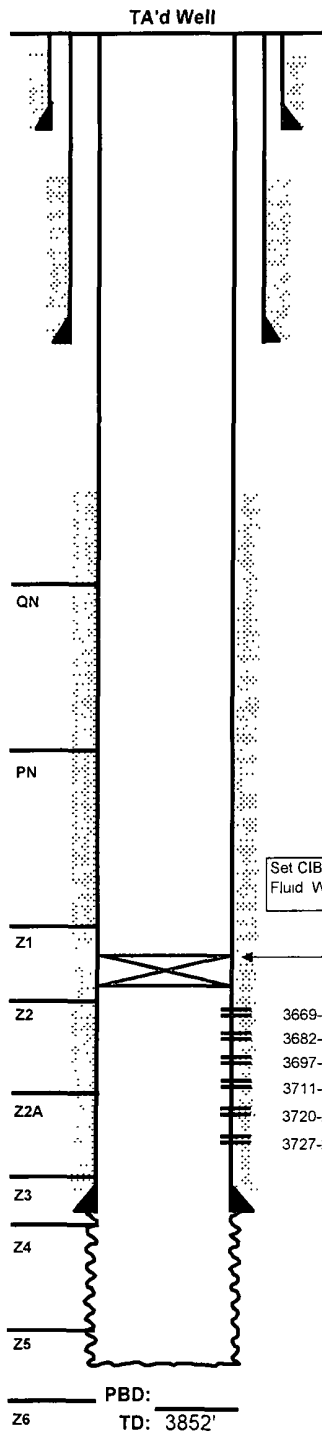 TA'd Well
QN
PN
Set CIB
Fluid W
Z1
Z2
3669-
3682-
3697-
3711-
Z2A
3720-
3727-
Z3
Z4
Z5
PBD:
Z6
TD: 3852'